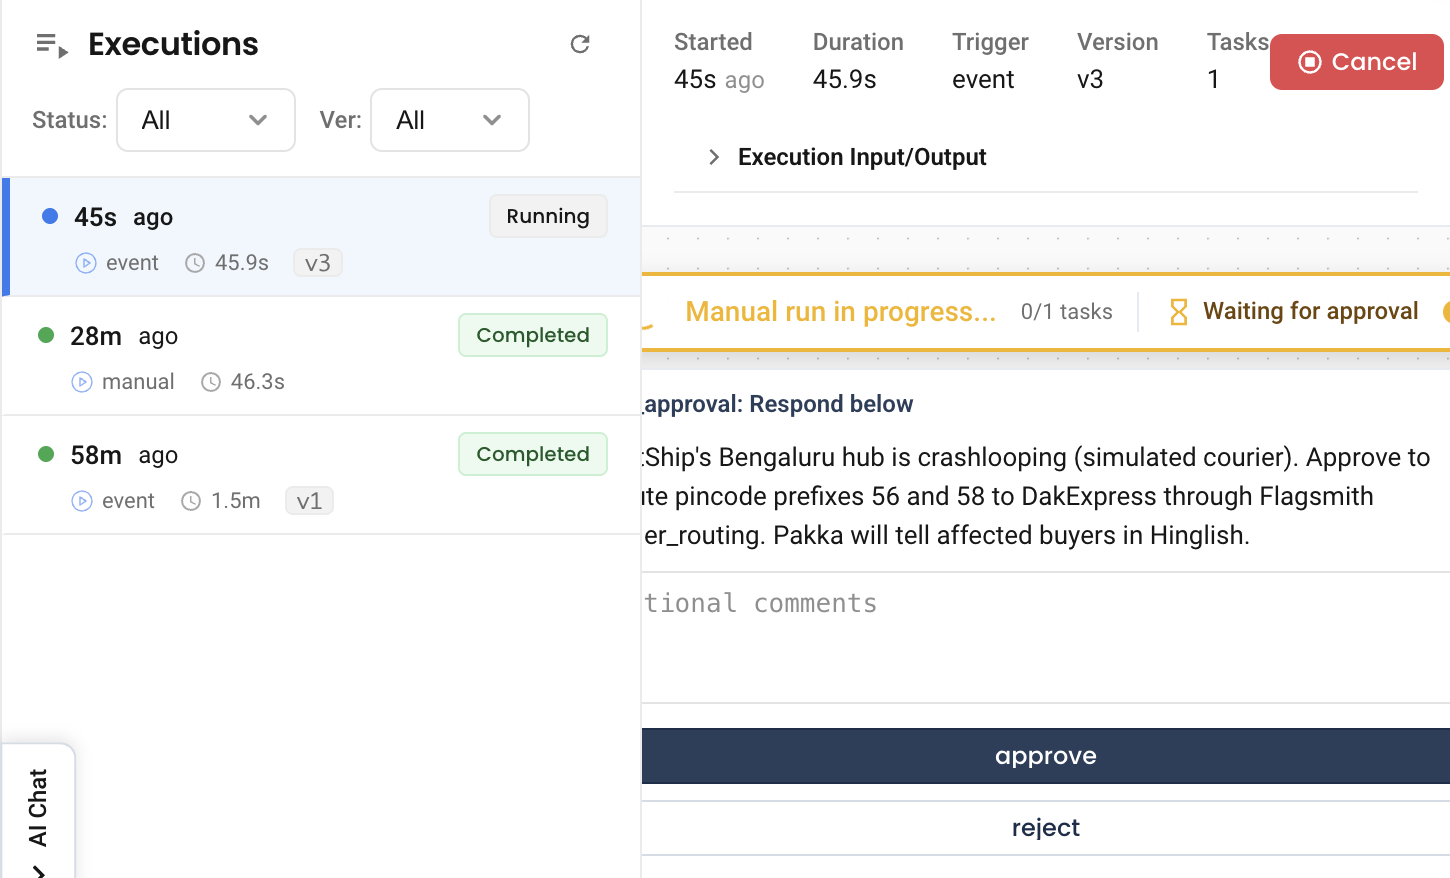 Executions
Status: All Ver: All
45s ago Running
event 45.9s v3
28m ago Completed
manual 46.3s
58m ago Completed
event 1.5m v1
AI Chat
Started Duration Trigger Version Tasks
45s ago 45.9s event v3 1
Cancel
Execution Input/Output
Manual run in progress... 0/1 tasks Waiting for approval
_approval: Respond below
tShip's Bengaluru hub is crashlooping (simulated courier). Approve to
ute pincode prefixes 56 and 58 to DakExpress through Flagsmith
er_routing. Pakka will tell affected buyers in Hinglish.
tional comments
approve
reject